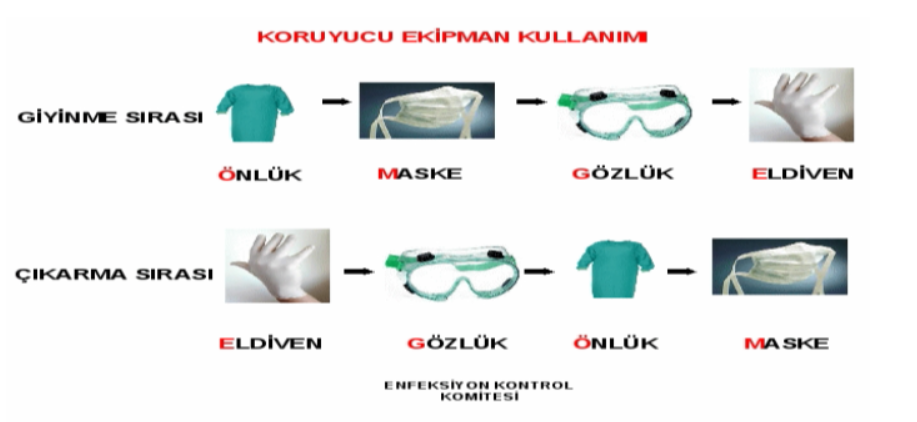 KORUYUCU EKİPMAN KULLANIMI
GİYİNME SIRASI
ÖNLÜK MASKE GÖZLÜK ELDİVEN
ÇIKARMA SIRASI
ELDİVEN GÖZLÜK ÖNLÜK MASKE
ENFEKSİYON KONTROL
KOMİTESİ